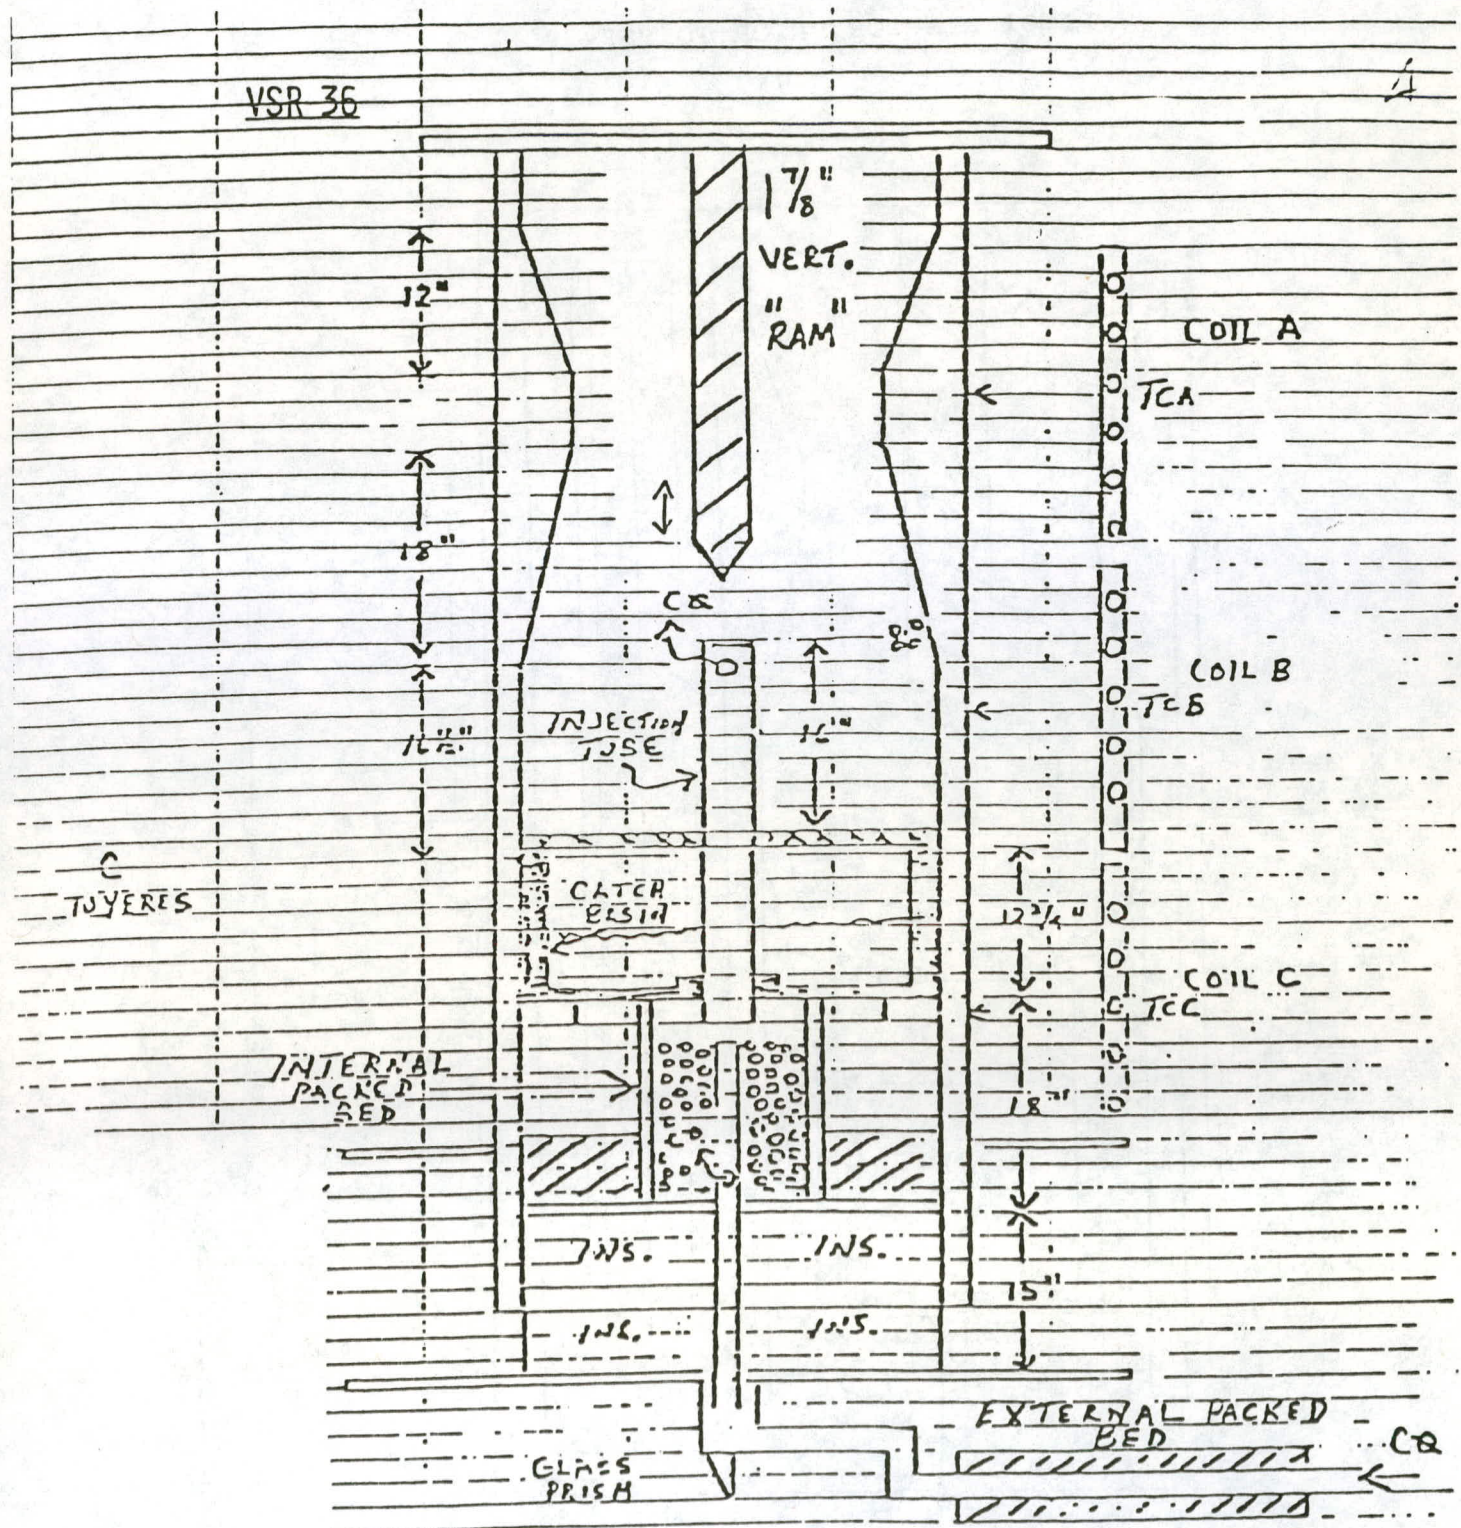 VSR 36
1 7/8"
VERT.
"RAM"
12"
COIL A
TCA
18"
CO
COIL B
TCB
INJECTION
TUBE
16"
C
TUYERES
CATCH
BASIN
12 3/4"
COIL C
TCC
INTERNAL
PACKED
BED
18"
INS.
INS.
15"
INS.
INS.
EXTERNAL PACKED
BED
GLASS
PRISM